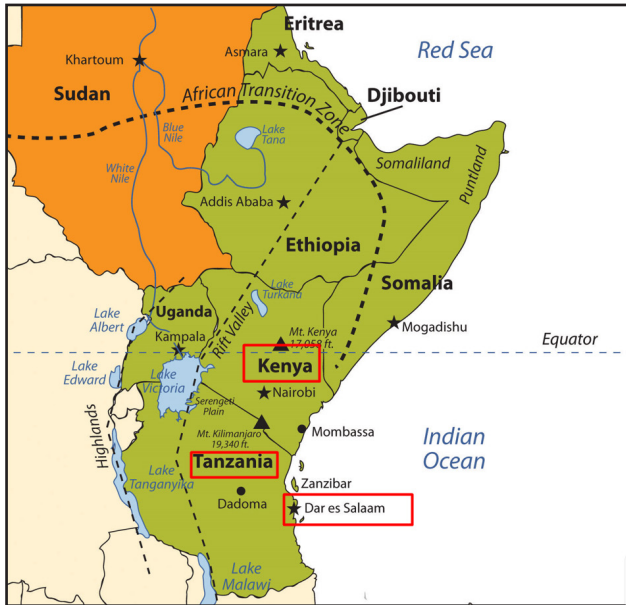 Eritrea
Asmara
Red Sea
Khartoum
Sudan
African Transition Zone
Djibouti
Blue
Nile
Lake
Tana
White
Nile
Somaliland
Puntland
Addis Ababa
Ethiopia
Somalia
Lake
Turkana
Uganda
Lake
Albert
Kampala
Rift Valley
Mt. Kenya
17,058 ft.
Mogadishu
Equator
Lake
Edward
Lake
Victoria
Kenya
Nairobi
Serengeti
Plain
Highlands
Mt. Kilimanjaro
19,340 ft.
Mombassa
Indian
Ocean
Tanzania
Lake
Tanganyika
Dadoma
Zanzibar
Dar es Salaam
Lake
Malawi